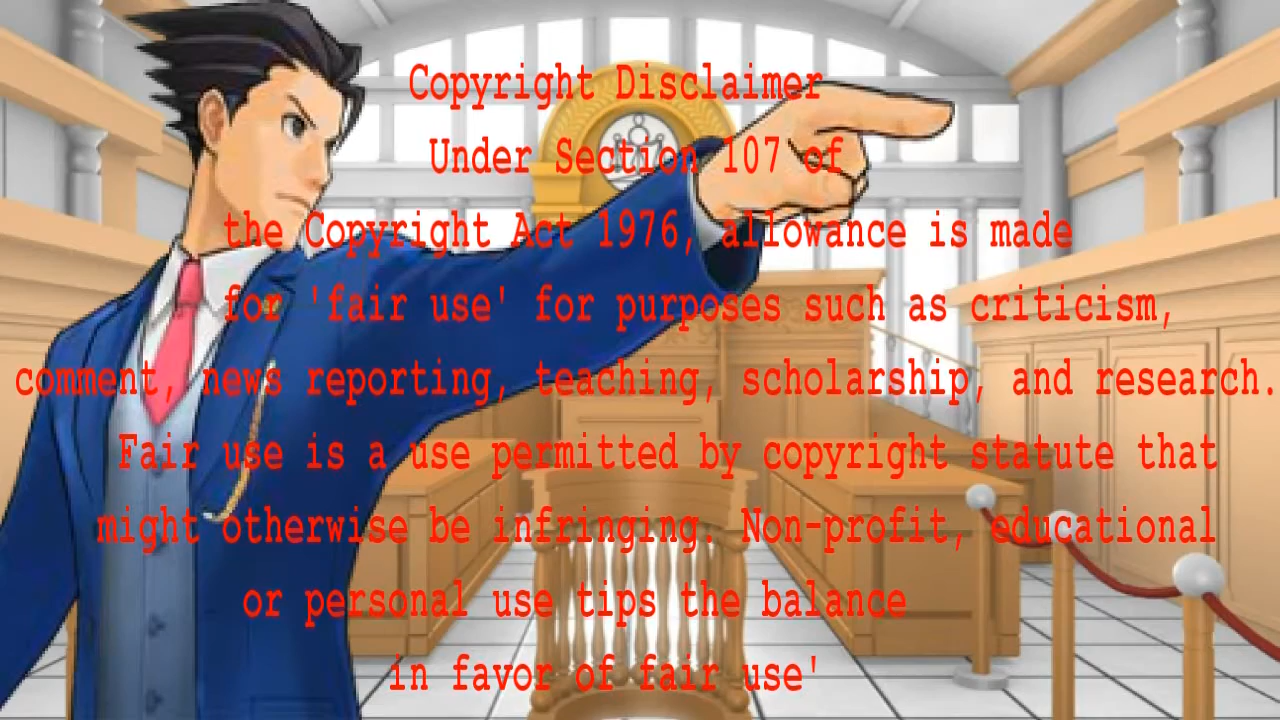 Copyright Disclaimer
Under Section 107 of
the Copyright Act 1976, allowance is made
for 'fair use' for purposes such as criticism,
comment, news reporting, teaching, scholarship, and research.
Fair use is a use permitted by copyright statute that
might otherwise be infringing. Non-profit, educational
or personal use tips the balance
in favor of fair use'